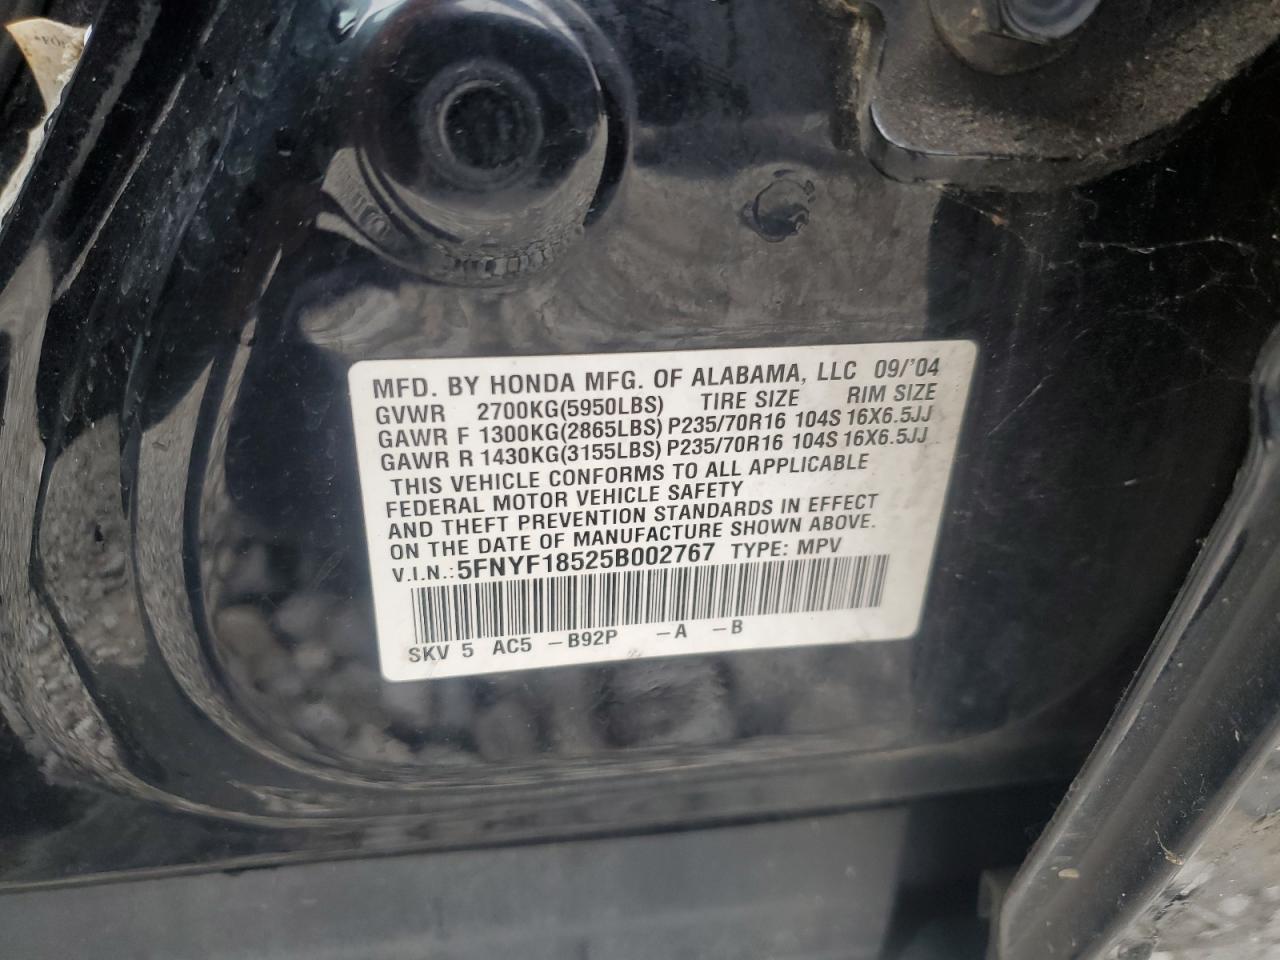 MFD. BY HONDA MFG. OF ALABAMA, LLC 09/'04
GVWR 2700KG(5950LBS) TIRE SIZE RIM SIZE
GAWR F 1300KG(2865LBS) P235/70R16 104S 16X6.5JJ
GAWR R 1430KG(3155LBS) P235/70R16 104S 16X6.5JJ
THIS VEHICLE CONFORMS TO ALL APPLICABLE
FEDERAL MOTOR VEHICLE SAFETY
AND THEFT PREVENTION STANDARDS IN EFFECT
ON THE DATE OF MANUFACTURE SHOWN ABOVE.
V.I.N.: 5FNYF18525B002767 TYPE: MPV
SKV 5 AC5 -B92P -A -B